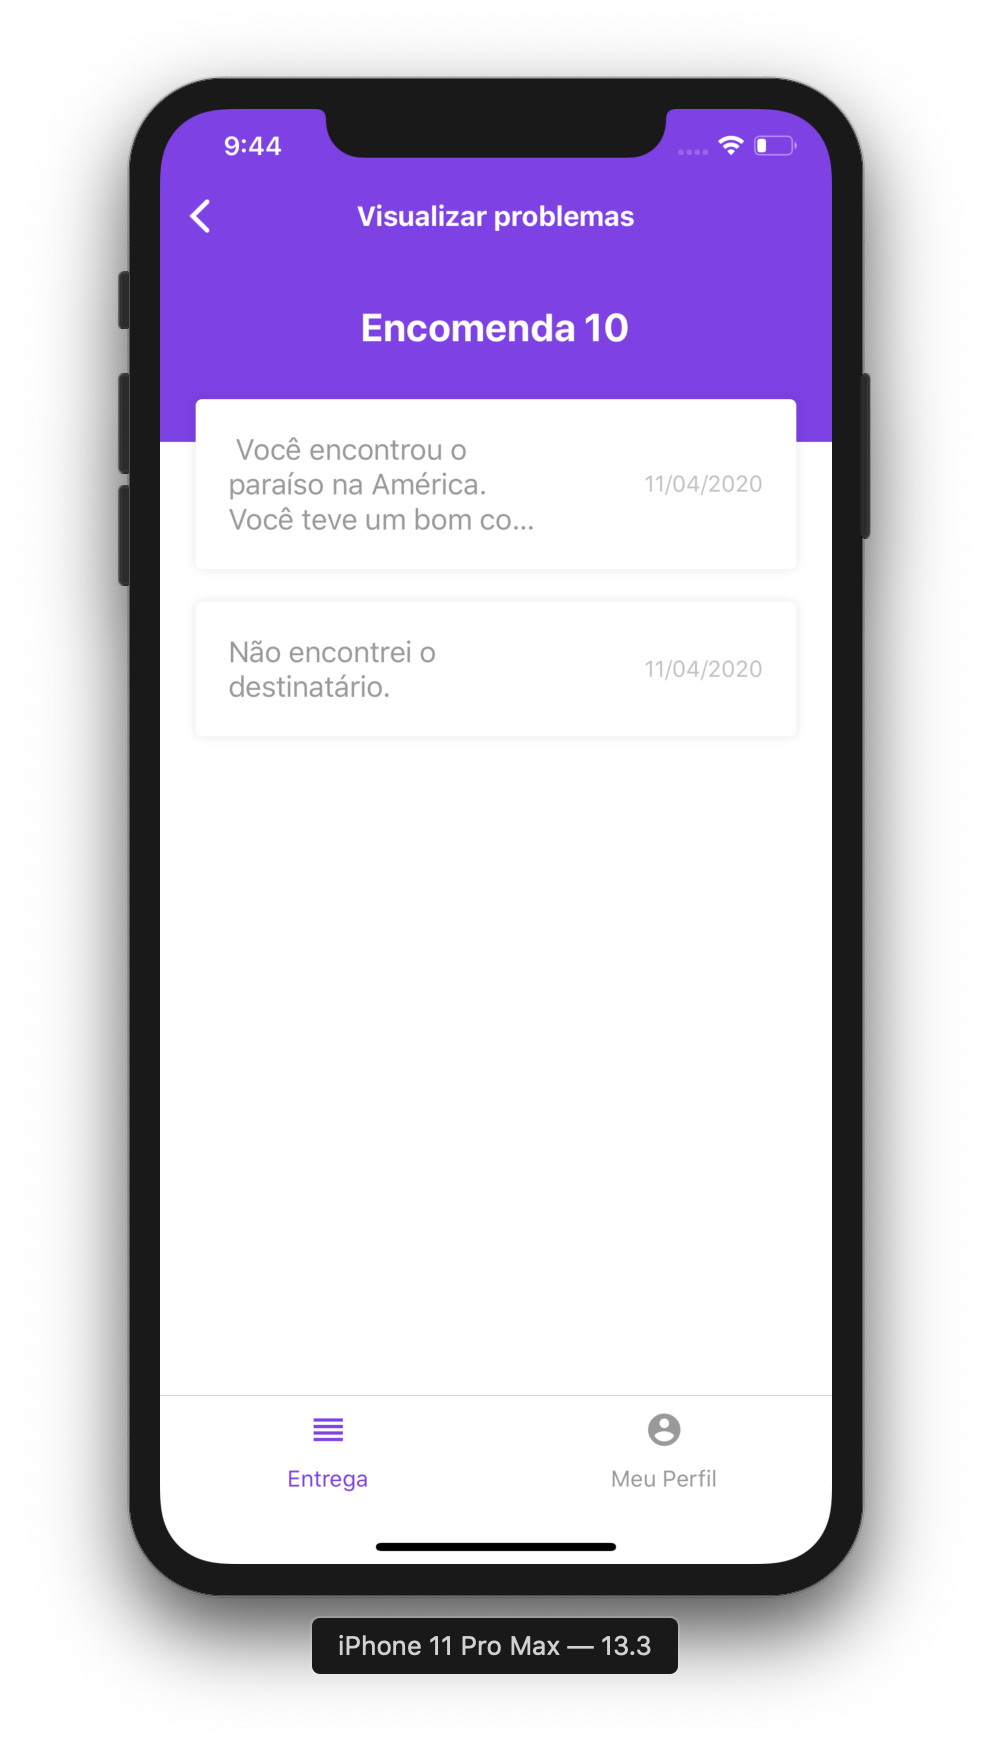 9:44
Visualizar problemas
Encomenda 10
Você encontrou o
paraíso na América.
Você teve um bom co...
11/04/2020
Não encontrei o
destinatário.
11/04/2020
Entrega
Meu Perfil
iPhone 11 Pro Max — 13.3